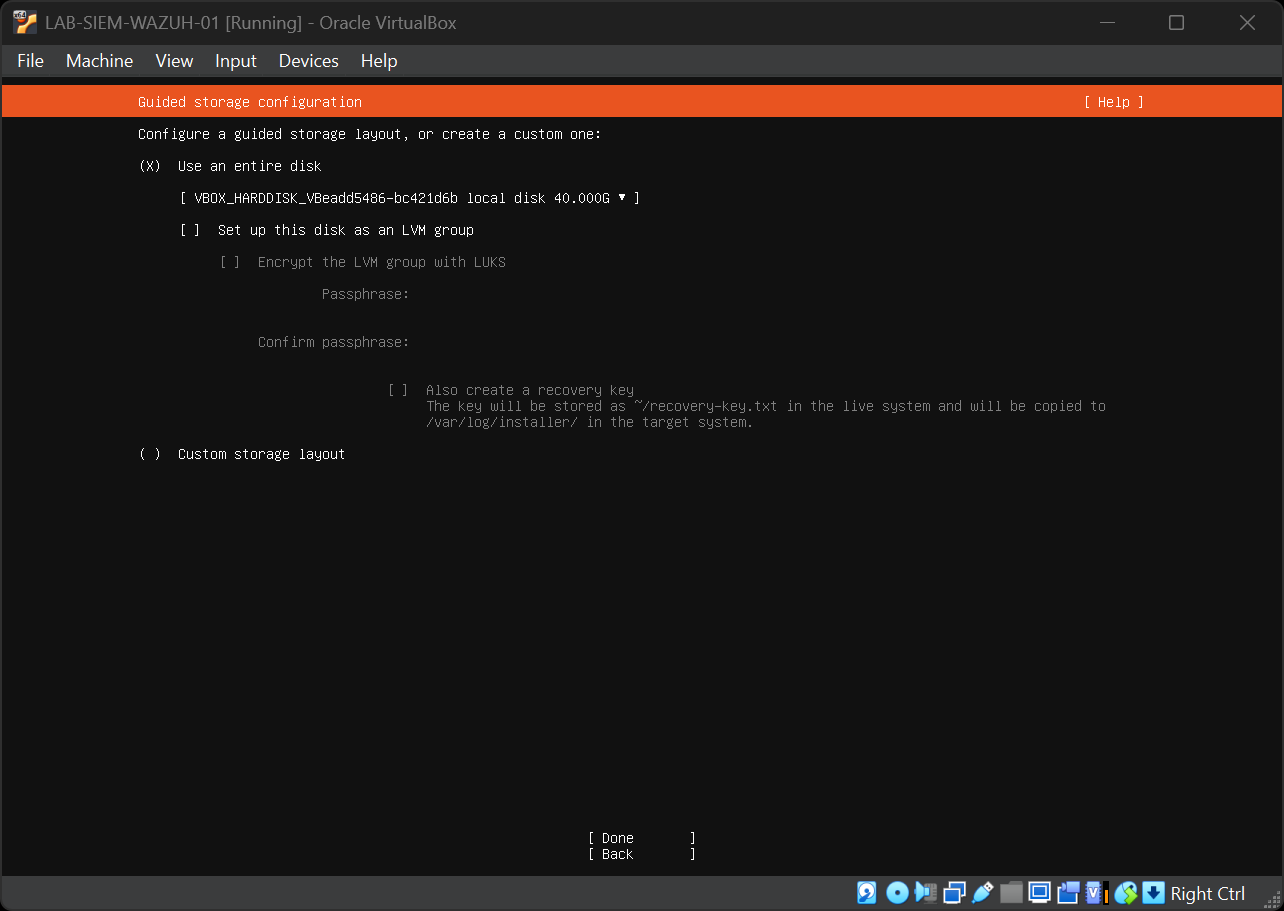 LAB-SIEM-WAZUH-01 [Running] - Oracle VirtualBox
File Machine View Input Devices Help
Guided storage configuration [ Help ]
Configure a guided storage layout, or create a custom one:
(X) Use an entire disk
[ VBOX_HARDDISK_VBeadd5486-bc421d6b local disk 40.000G ▾ ]
[ ] Set up this disk as an LVM group
[ ] Encrypt the LVM group with LUKS
Passphrase:
Confirm passphrase:
[ ] Also create a recovery key
The key will be stored as ~/recovery-key.txt in the live system and will be copied to
/var/log/installer/ in the target system.
( ) Custom storage layout
[ Done ]
[ Back ]
Right Ctrl